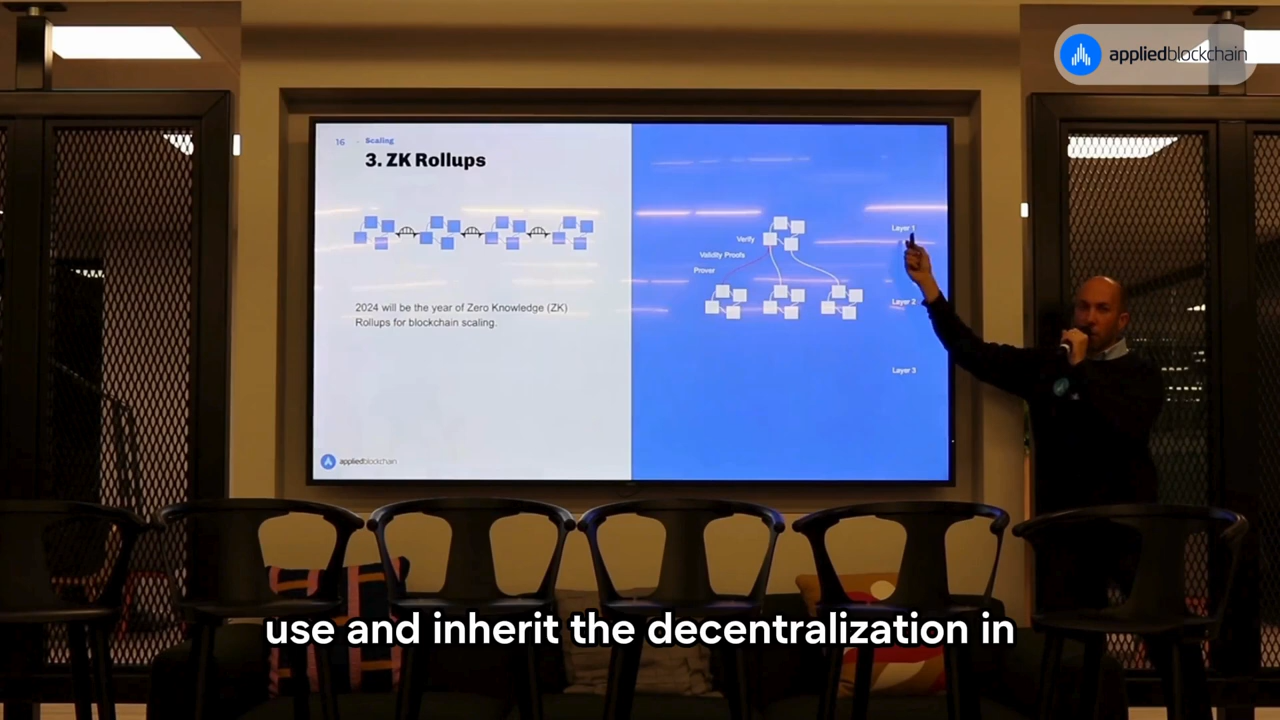 appliedblockchain
16 - Scaling
3. ZK Rollups
2024 will be the year of Zero Knowledge (ZK)
Rollups for blockchain scaling.
appliedblockchain
Verify
Validity Proofs
Prover
Layer 1
Layer 2
Layer 3
use and inherit the decentralization in